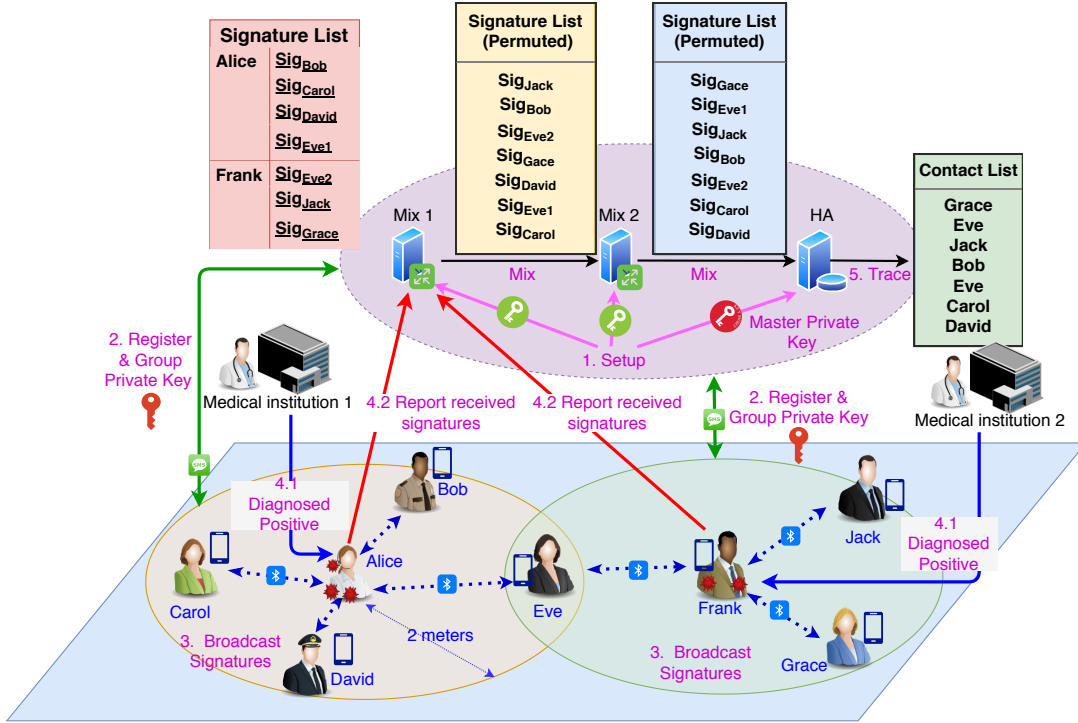 Signature List
Alice
SigBob
SigCarol
SigDavid
SigEve1
Frank
SigEve2
SigJack
SigGrace
Signature List
(Permuted)
SigJack
SigBob
SigEve2
SigGace
SigDavid
SigEve1
SigCarol
Signature List
(Permuted)
SigGace
SigEve1
SigJack
SigBob
SigEve2
SigCarol
SigDavid
Contact List
Grace
Eve
Jack
Bob
Eve
Carol
David
Mix 1
Mix 2
HA
Mix
Mix
5. Trace
Master Private
Key
1. Setup
2. Register
& Group
Private Key
Medical institution 1
4.2 Report received
signatures
4.2 Report received
signatures
2. Register &
Group Private Key
Medical institution 2
SMS
SMS
4.1
Diagnosed
Positive
Bob
Alice
Carol
Eve
2 meters
3. Broadcast
Signatures
David
Jack
4.1
Diagnosed
Positive
Frank
3. Broadcast
Signatures
Grace